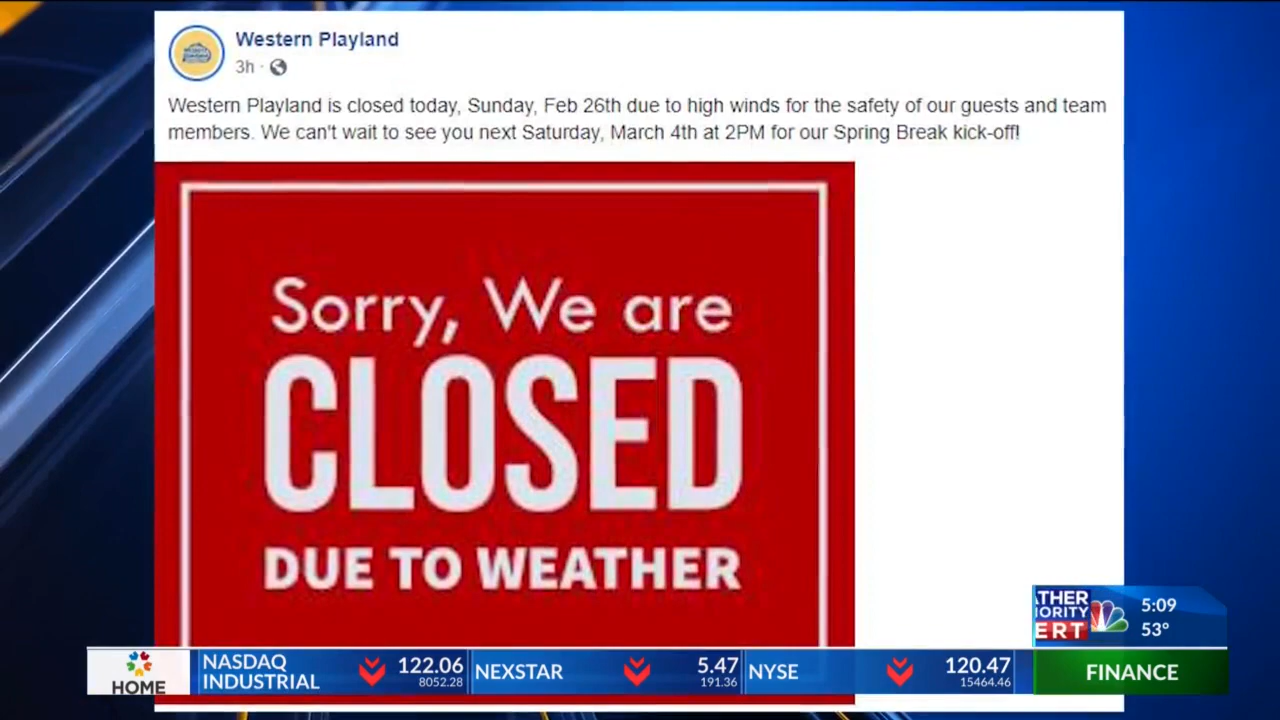 Western Playland
3h ·
Western Playland is closed today, Sunday, Feb 26th due to high winds for the safety of our guests and team
members. We can't wait to see you next Saturday, March 4th at 2PM for our Spring Break kick-off!
Sorry, We are
CLOSED
DUE TO WEATHER
ATHER
IORITY
ERT
5:09
53°
HOME
NASDAQ
INDUSTRIAL
122.06
8052.28
NEXSTAR
5.47
191.36
NYSE
120.47
15464.46
FINANCE